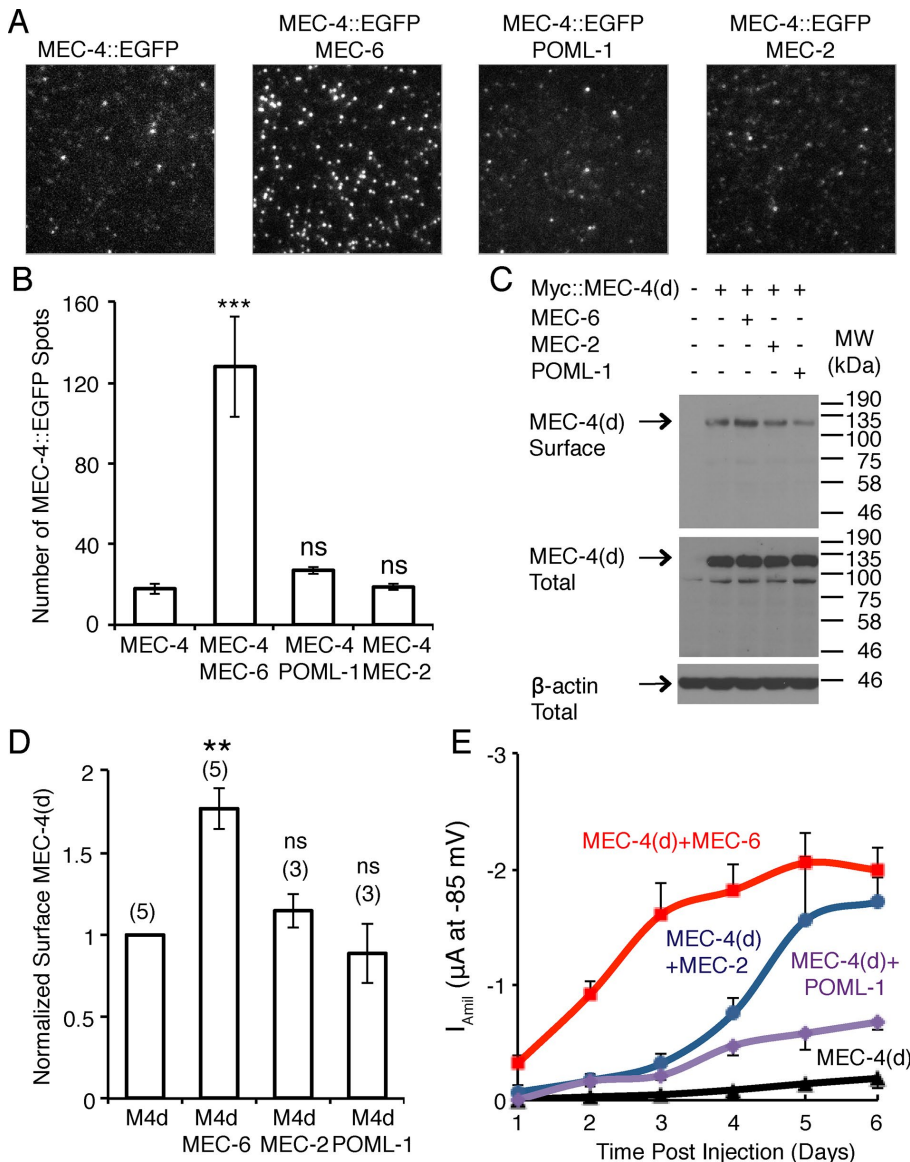 A
MEC-4::EGFP
MEC-4::EGFP
MEC-6
MEC-4::EGFP
POML-1
MEC-4::EGFP
MEC-2
B
Number of MEC-4::EGFP Spots
160
120
80
40
0
***
ns
ns
MEC-4
MEC-4
MEC-6
MEC-4
POML-1
MEC-4
MEC-2
C
Myc::MEC-4(d) - + + + +
MEC-6 - - + - -
MEC-2 - - - + -
POML-1 - - - - +
MW
(kDa)
MEC-4(d)
Surface
190
135
100
75
58
46
MEC-4(d)
Total
190
135
100
75
58
46
β-actin
Total
46
D
Normalized Surface MEC-4(d)
2
1.5
1
0.5
0
(5)
**
(5)
ns
(3)
ns
(3)
M4d
M4d
MEC-6
M4d
MEC-2
M4d
POML-1
E
I Amil (µA at -85 mV)
-3
-2
-1
0
MEC-4(d)+MEC-6
MEC-4(d)
+MEC-2
MEC-4(d)+
POML-1
MEC-4(d)
1 2 3 4 5 6
Time Post Injection (Days)